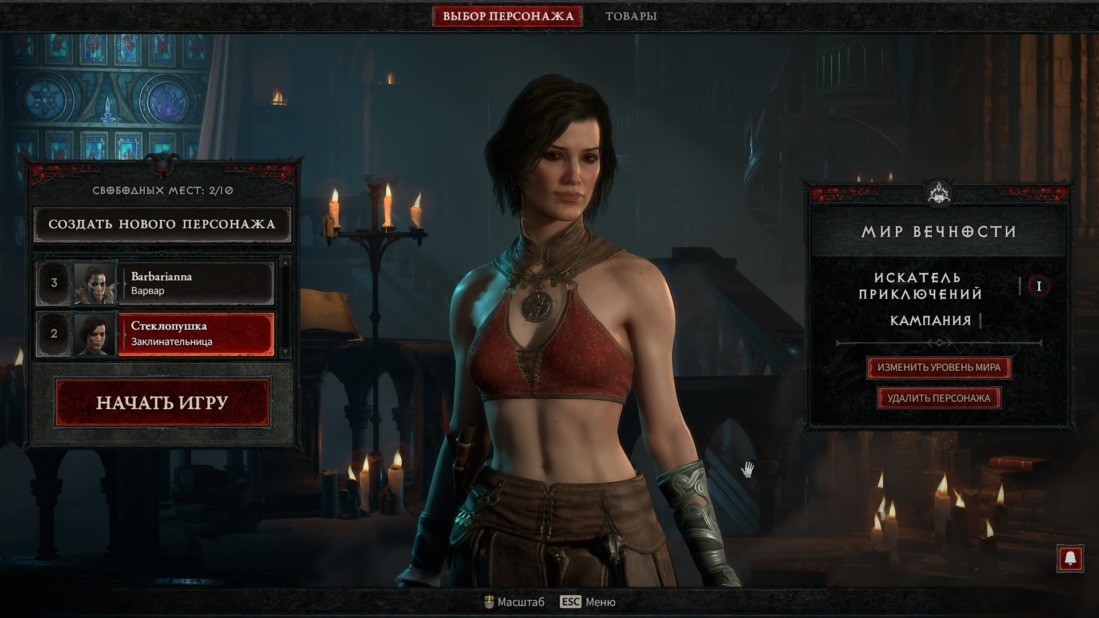 ВЫБОР ПЕРСОНАЖА
ТОВАРЫ
СВОБОДНЫХ МЕСТ: 2/10
СОЗДАТЬ НОВОГО ПЕРСОНАЖА
3
Barbarianna
Варвар
2
Стеклопушка
Заклинательница
НАЧАТЬ ИГРУ
МИР ВЕЧНОСТИ
ИСКАТЕЛЬ
ПРИКЛЮЧЕНИЙ
I
КАМПАНИЯ
ИЗМЕНИТЬ УРОВЕНЬ МИРА
УДАЛИТЬ ПЕРСОНАЖА
Масштаб
ESC Меню